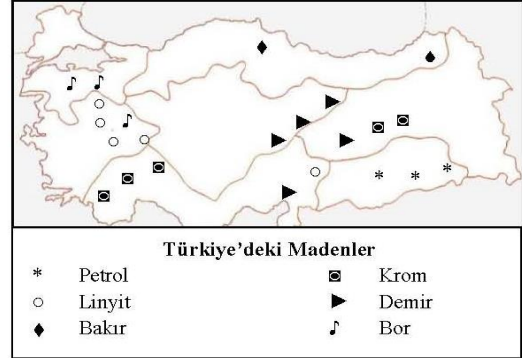 Türkiye'deki Madenler
Petrol
Krom
Linyit
Demir
Bakır
Bor